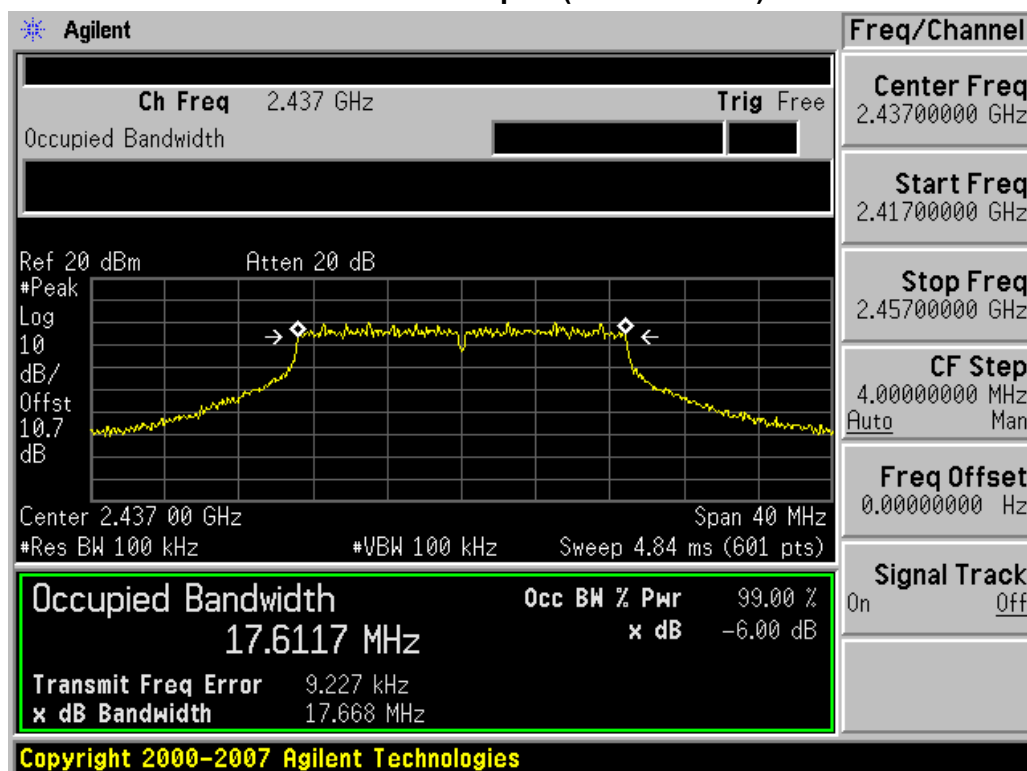 Agilent
Freq/Channel
Ch Freq 2.437 GHz Trig Free
Occupied Bandwidth
Center Freq
2.43700000 GHz
Start Freq
2.41700000 GHz
Stop Freq
2.45700000 GHz
CF Step
4.00000000 MHz
Auto Man
Freq Offset
0.00000000 Hz
Signal Track
On Off
Ref 20 dBm Atten 20 dB
#Peak
Log
10
dB/
Offst
10.7
dB
Center 2.437 00 GHz Span 40 MHz
#Res BW 100 kHz #VBW 100 kHz Sweep 4.84 ms (601 pts)
Occupied Bandwidth
17.6117 MHz
Occ BW % Pwr 99.00 %
x dB -6.00 dB
Transmit Freq Error 9.227 kHz
x dB Bandwidth 17.668 MHz
Copyright 2000-2007 Agilent Technologies